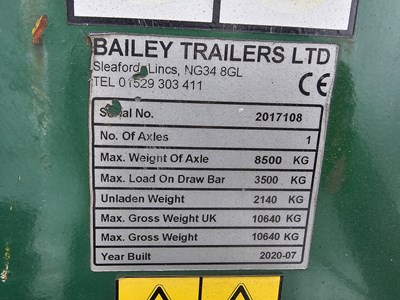 BAILEY TRAILERS LTD
Sleaford, Lincs, NG34 8GL
TEL 01529 303 411
CE
Serial No. 2017108
No. Of Axles 1
Max. Weight Of Axle 8500 KG
Max. Load On Draw Bar 3500 KG
Unladen Weight 2140 KG
Max. Gross Weight UK 10640 KG
Max. Gross Weight 10640 KG
Year Built 2020-07